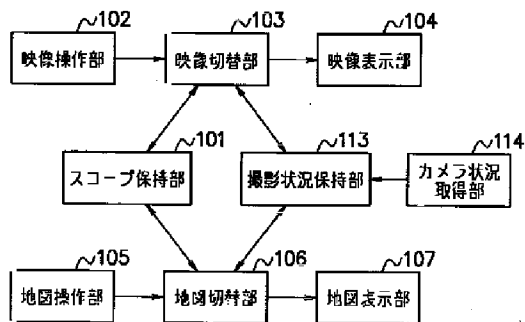 102
103
104
映像操作部
映像切替部
映像表示部
101
113
114
スコープ保持部
撮影状況保持部
カメラ状況
取得部
105
106
107
地図操作部
地図切替部
地図表示部